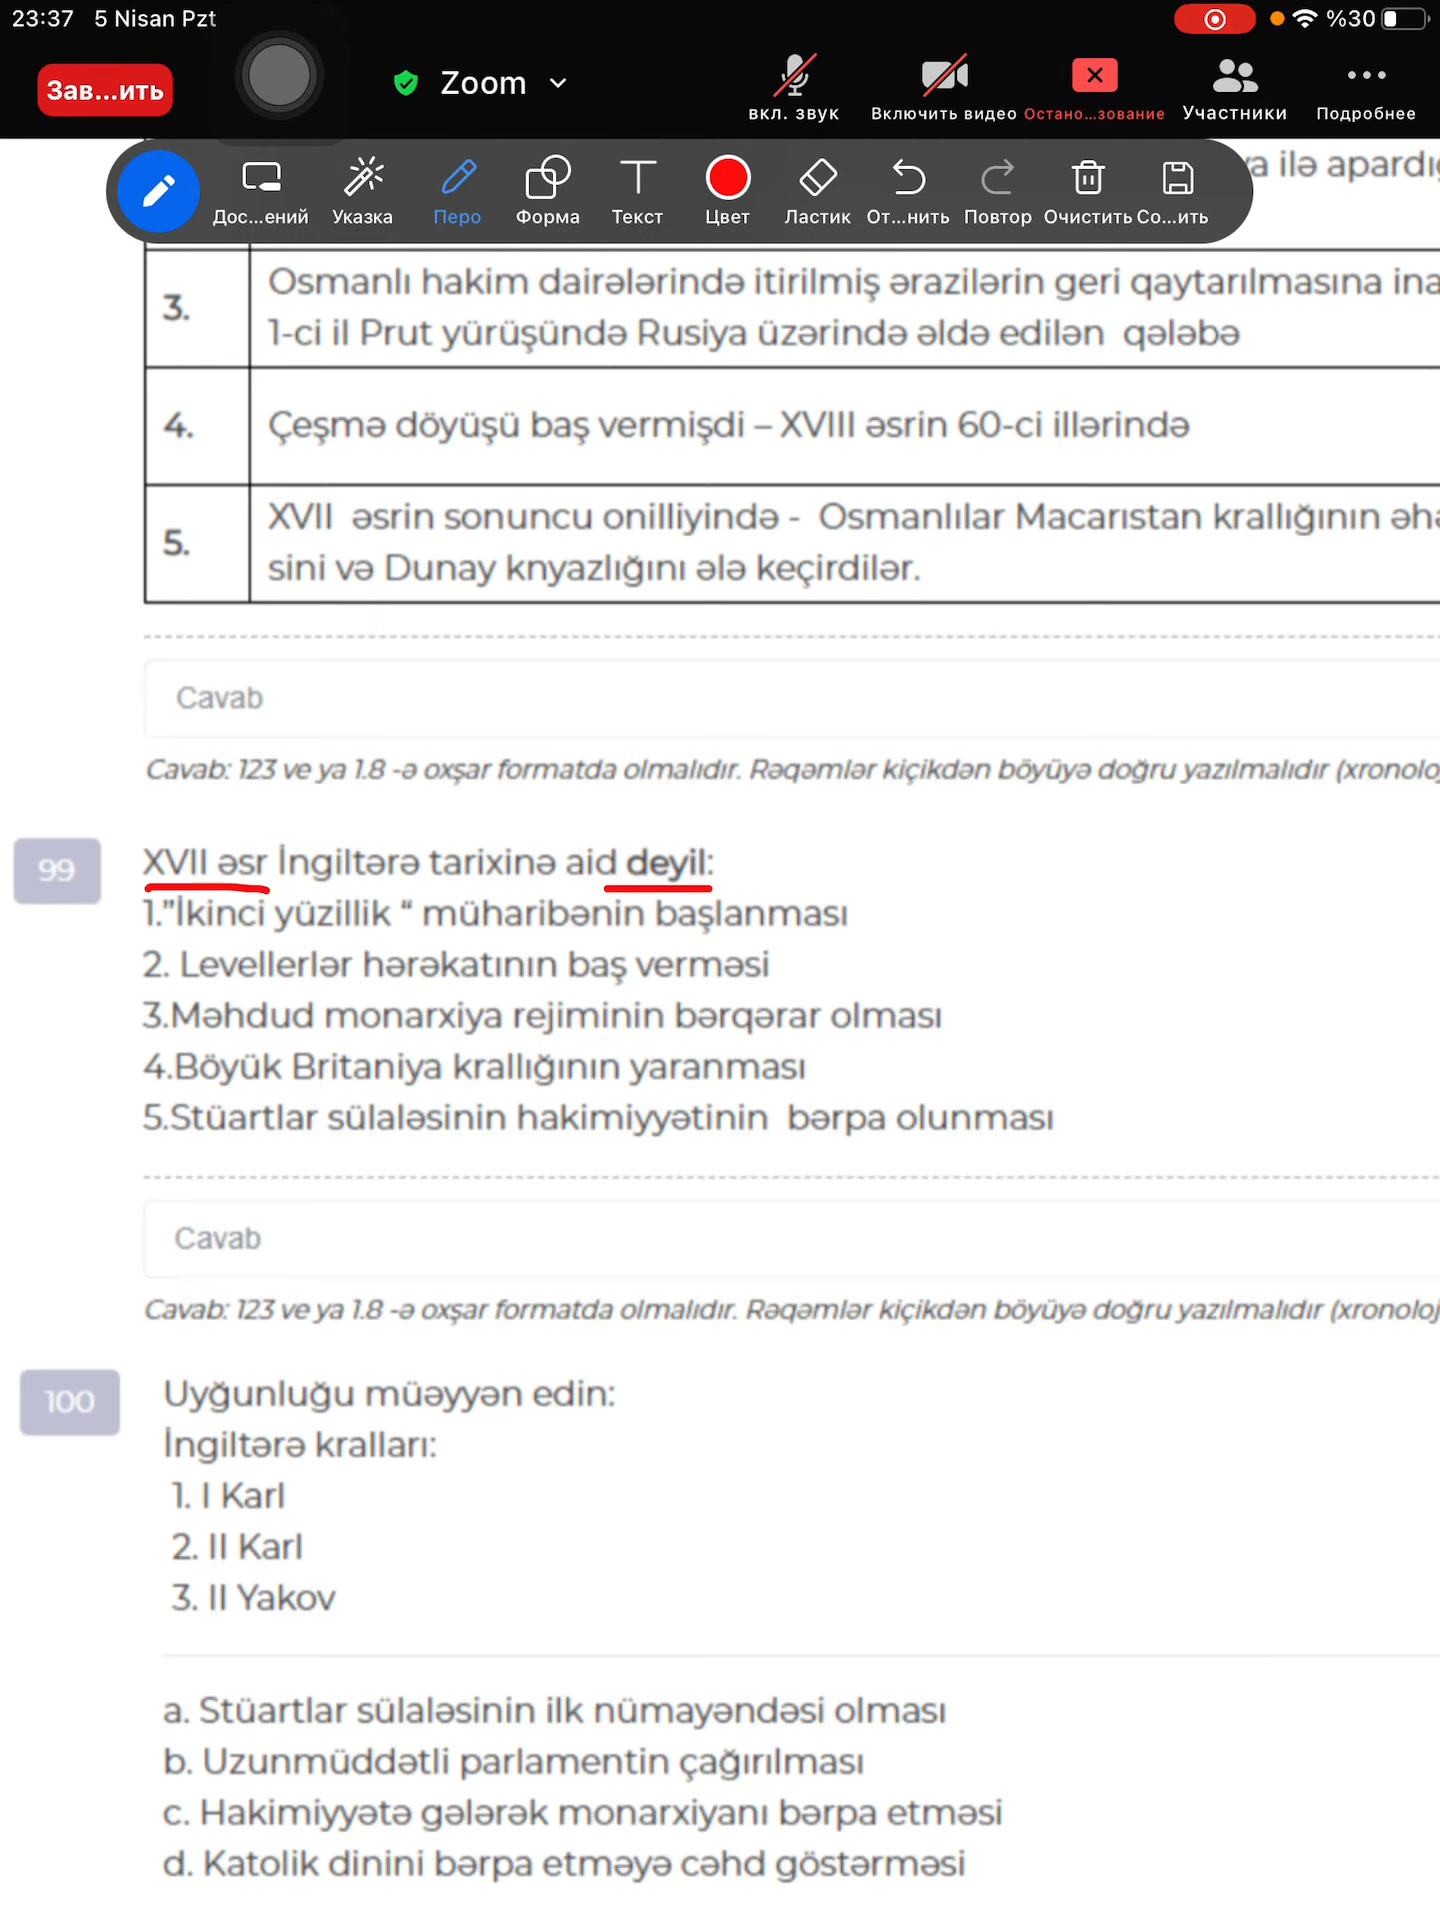 23:37 5 Nisan Pzt %30
Зав...ить Zoom вкл. звук Включить видео Остано...зование Участники Подробнее
ya ilə apardığ
Дос...ений Указка Перо Форма Текст Цвет Ластик От...нить Повтор Очистить Со...ить
3. Osmanlı hakim dairələrində itirilmiş ərazilərin geri qaytarılmasına ina
1-ci il Prut yürüşündə Rusiya üzərində əldə edilən qələbə
4. Çeşmə döyüşü baş vermişdi – XVIII əsrin 60-ci illərində
5. XVII əsrin sonuncu onilliyində - Osmanlılar Macarıstan krallığının əhə
sini və Dunay knyazlığını ələ keçirdilər.
Cavab
Cavab: 123 ve ya 1.8 -ə oxşar formatda olmalıdır. Rəqəmlər kiçikdən böyüyə doğru yazılmalıdır (xronoloj
99 XVII əsr İngiltərə tarixinə aid deyil:
1.”İkinci yüzillik “ müharibənin başlanması
2. Levellerlər hərəkatının baş verməsi
3.Məhdud monarxiya rejiminin bərqərar olması
4.Böyük Britaniya krallığının yaranması
5.Stüartlar sülaləsinin hakimiyyətinin bərpa olunması
Cavab
Cavab: 123 ve ya 1.8 -ə oxşar formatda olmalıdır. Rəqəmlər kiçikdən böyüyə doğru yazılmalıdır (xronoloj
100 Uyğunluğu müəyyən edin:
İngiltərə kralları:
1. I Karl
2. II Karl
3. II Yakov
a. Stüartlar sülaləsinin ilk nümayəndəsi olması
b. Uzunmüddətli parlamentin çağırılması
c. Hakimiyyətə gələrək monarxiyanı bərpa etməsi
d. Katolik dinini bərpa etməyə cəhd göstərməsi